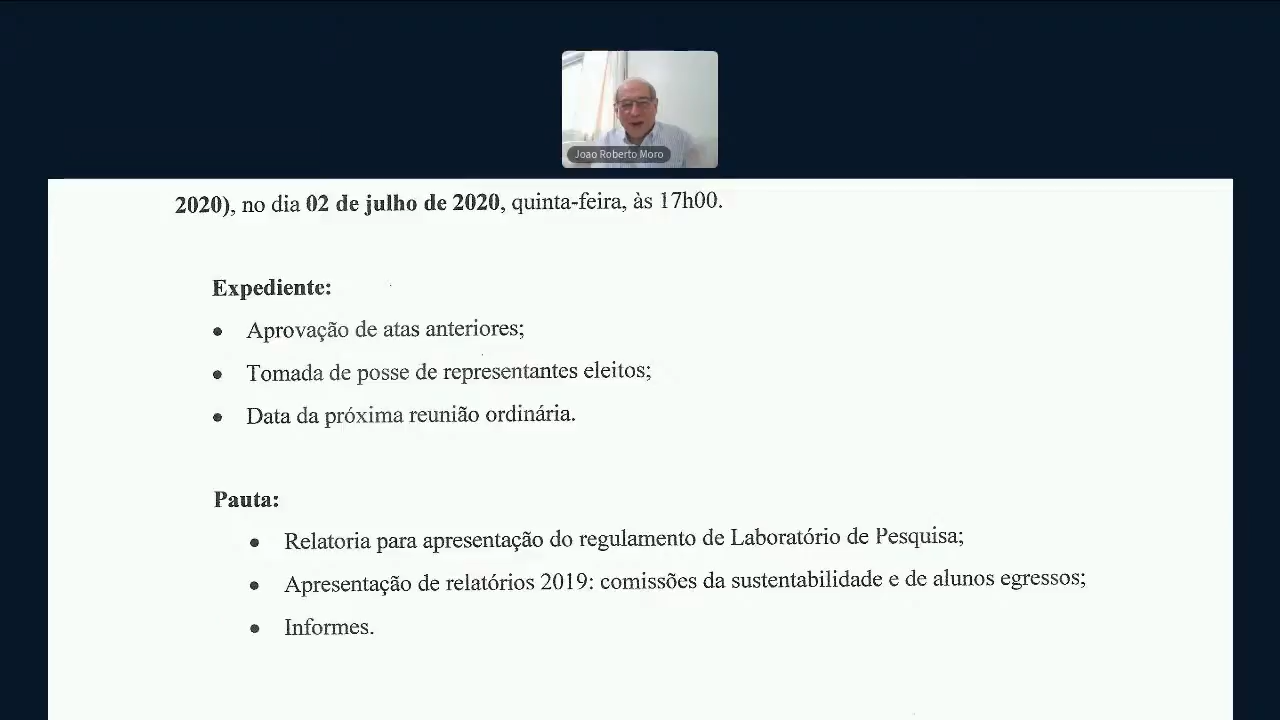 Joao Roberto Moro
2020), no dia 02 de julho de 2020, quinta-feira, às 17h00.
Expediente:
• Aprovação de atas anteriores;
• Tomada de posse de representantes eleitos;
• Data da próxima reunião ordinária.
Pauta:
• Relatoria para apresentação do regulamento de Laboratório de Pesquisa;
• Apresentação de relatórios 2019: comissões da sustentabilidade e de alunos egressos;
• Informes.